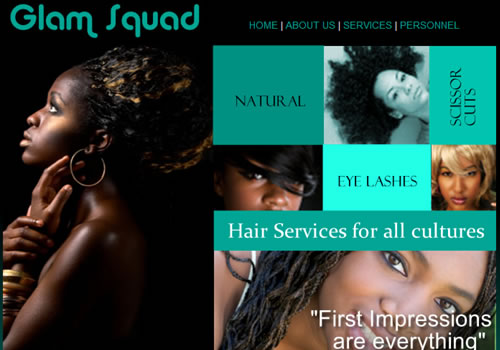 Glam Squad
HOME | ABOUT US | SERVICES | PERSONNEL
NATURAL
SCISSOR
CUTS
EYE LASHES
Hair Services for all cultures
"First Impressions
are everything"